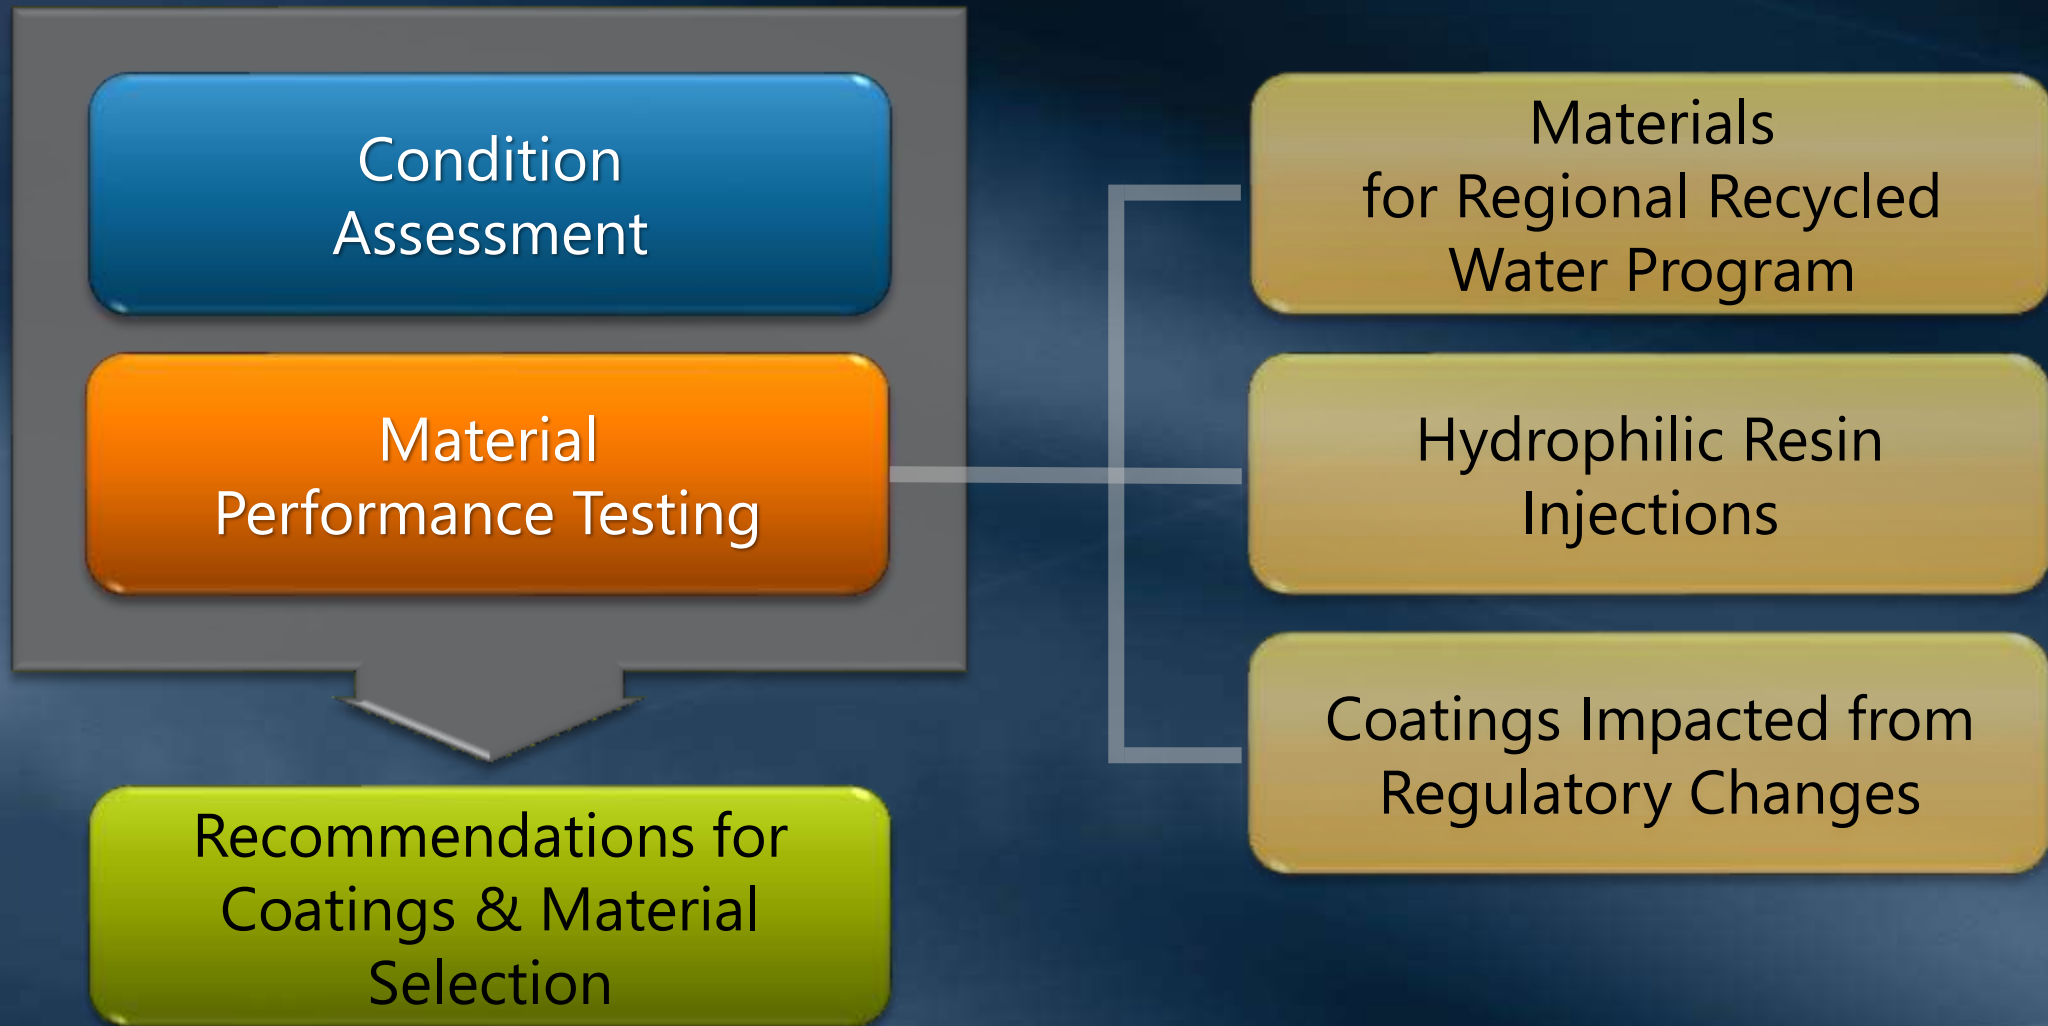 Condition
Assessment
Material
Performance Testing
Recommendations for
Coatings & Material
Selection
Materials
for Regional Recycled
Water Program
Hydrophilic Resin
Injections
Coatings Impacted from
Regulatory Changes